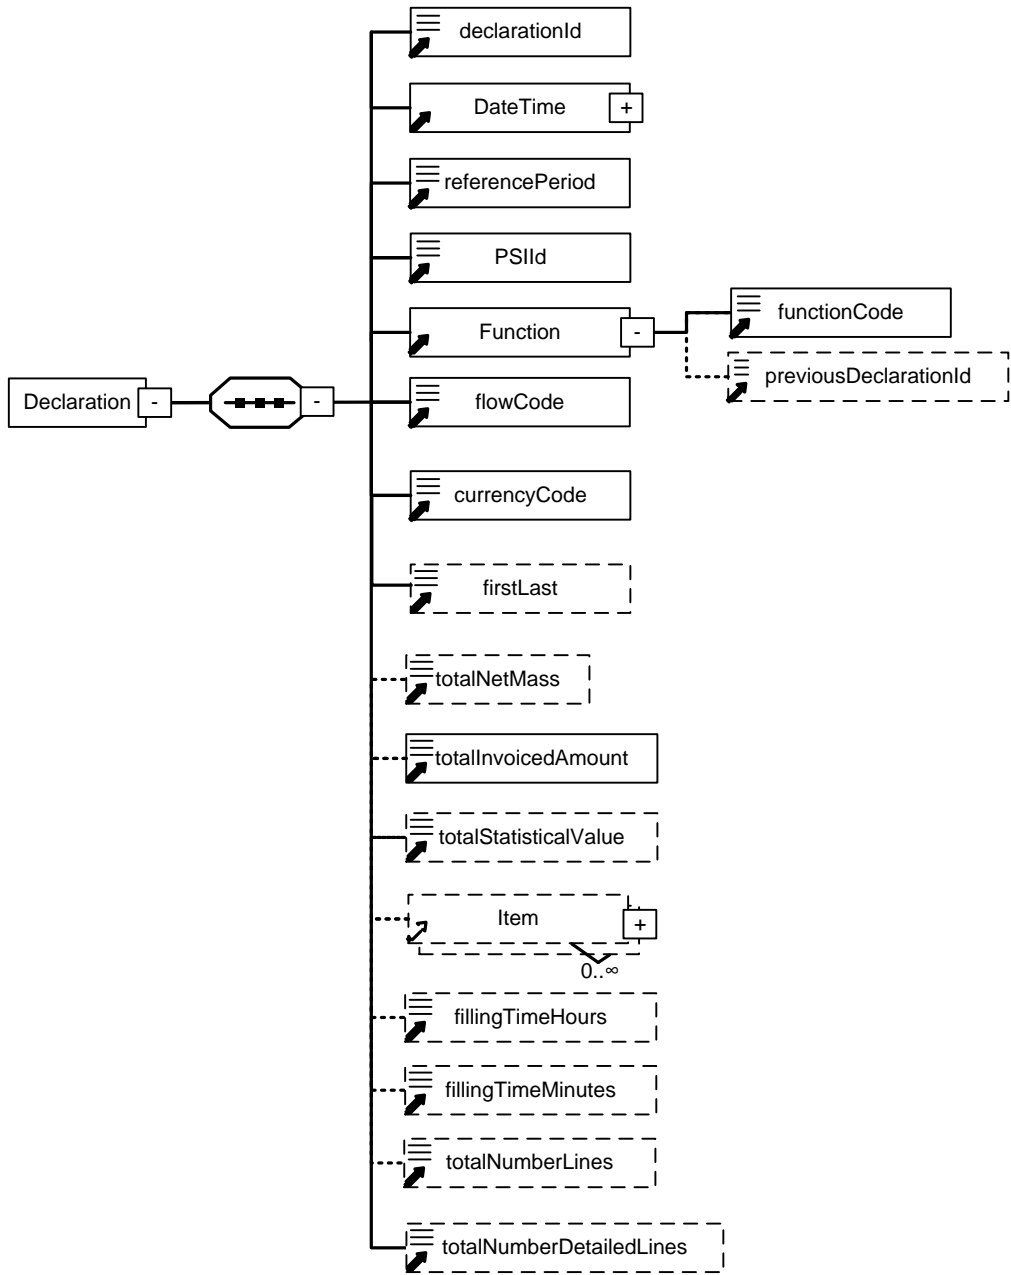 declarationId
DateTime
+
referencePeriod
PSIId
Function
-
functionCode
previousDeclarationId
Declaration
-
-
flowCode
currencyCode
firstLast
totalNetMass
totalInvoicedAmount
totalStatisticalValue
Item
+
0..∞
fillingTimeHours
fillingTimeMinutes
totalNumberLines
totalNumberDetailedLines